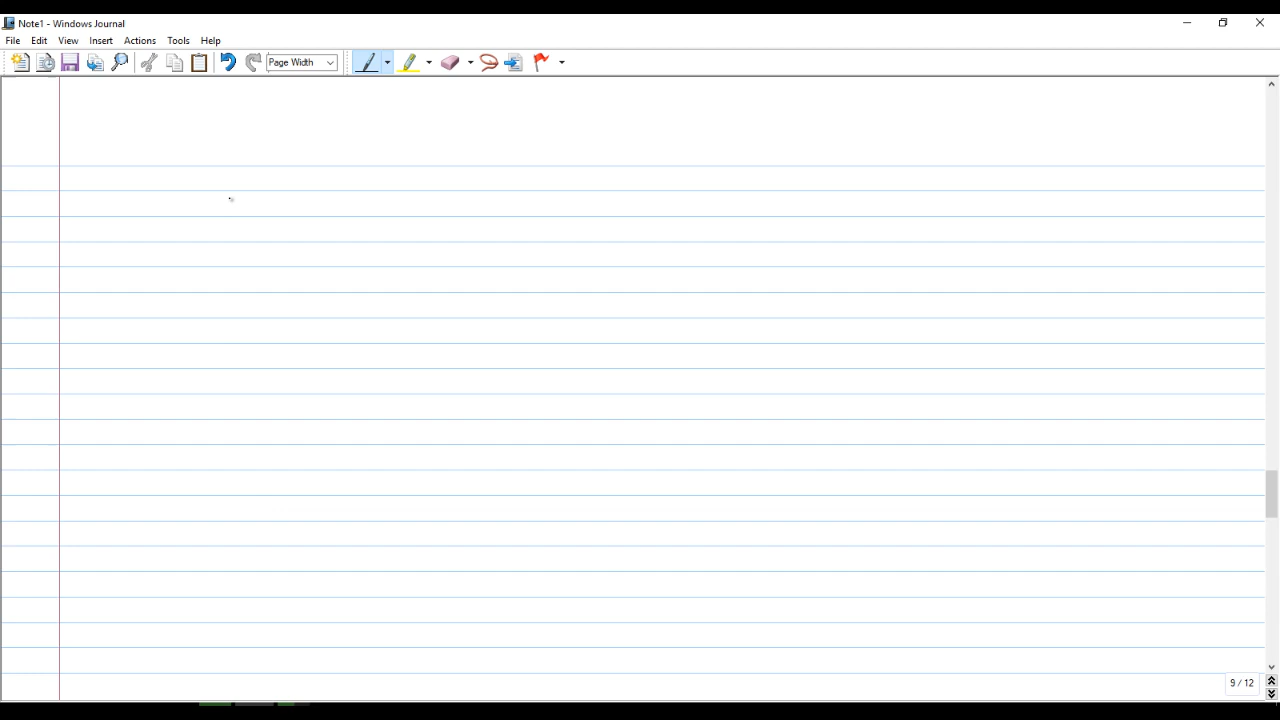 Note1 - Windows Journal
File Edit View Insert Actions Tools Help
Page Width
9 / 12